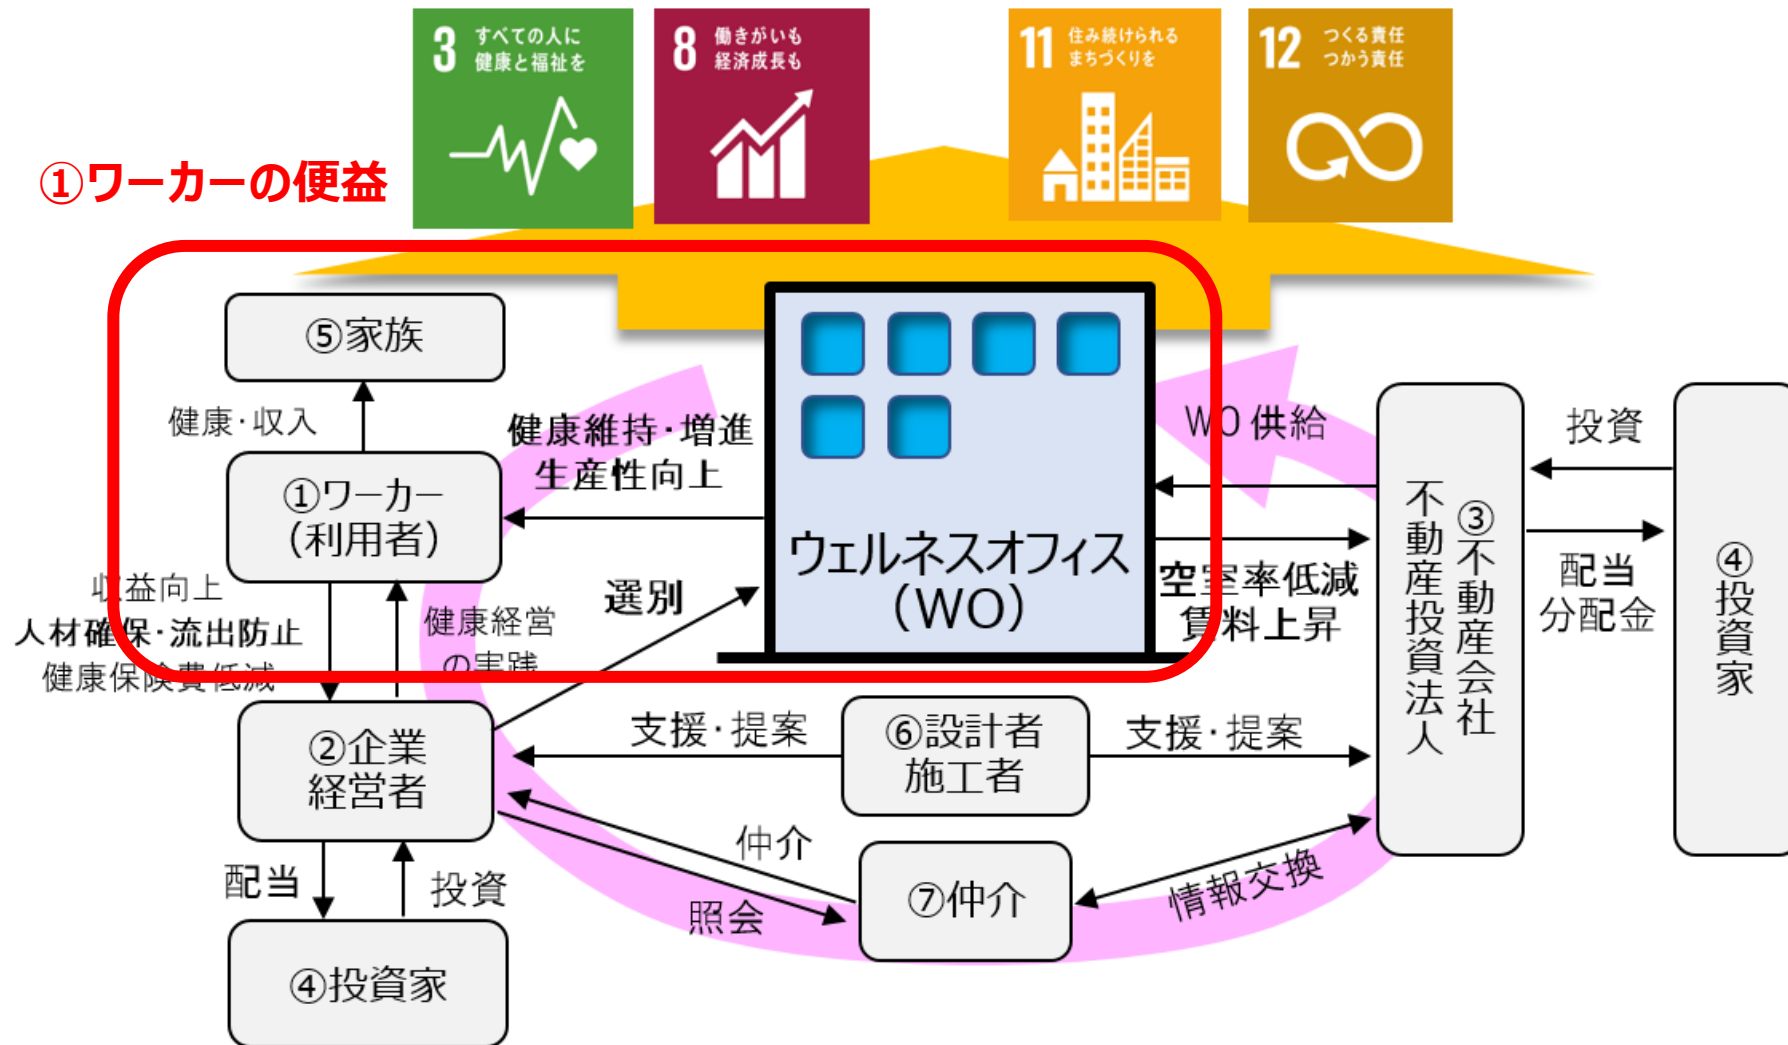 3 すべての人に
健康と福祉を
8 働きがいも
経済成長も
11 住み続けられる
まちづくりを
12 つくる責任
つかう責任
①ワーカーの便益
⑤家族
健康・収入
健康維持・増進
生産性向上
①ワーカー
（利用者）
ウェルネスオフィス
（WO）
WO 供給
空室率低減
賃料上昇
③不動産会社
不動産投資法人
投資
配当
分配金
④投資家
収益向上
人材確保・流出防止
健康保険費低減
健康経営
の実践
選別
②企業
経営者
支援・提案
⑥設計者
施工者
支援・提案
仲介
照会
⑦仲介
情報交換
配当
投資
④投資家